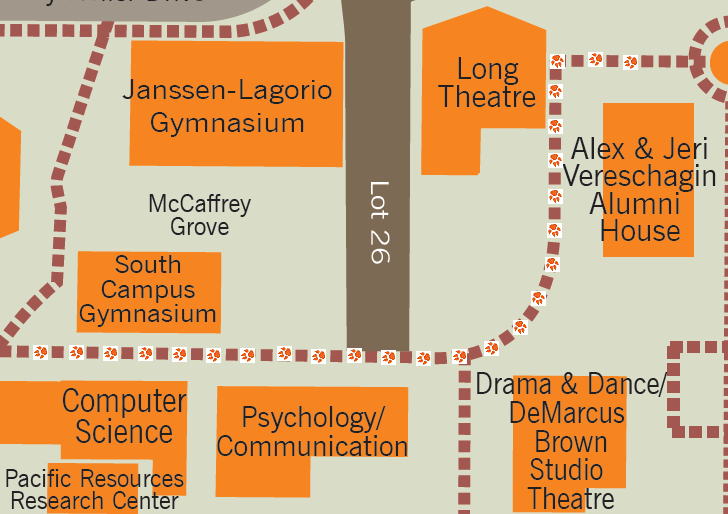 Janssen-Lagorio
Gymnasium
Long
Theatre
Alex & Jeri
Vereschagin
Alumni
House
McCaffrey
Grove
Lot 26
South
Campus
Gymnasium
Computer
Science
Psychology/
Communication
Drama & Dance/
DeMarcus
Brown
Studio
Theatre
Pacific Resources
Research Center